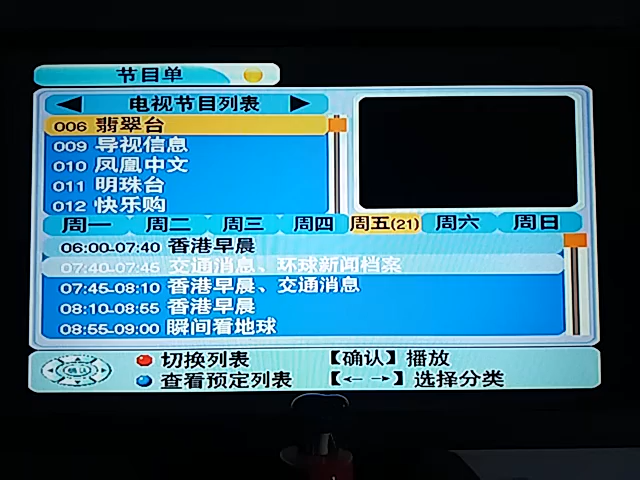 节目单
电视节目列表
006 翡翠台
009 导视信息
010 凤凰中文
011 明珠台
012 快乐购
周一 周二 周三 周四 周五(21) 周六 周日
06:00-07:40 香港早晨
07:40-07:45 交通消息、环球新闻档案
07:45-08:10 香港早晨、交通消息
08:10-08:55 香港早晨
08:55-09:00 瞬间看地球
确认 切换列表 【确认】播放
查看预定列表 【←→】选择分类